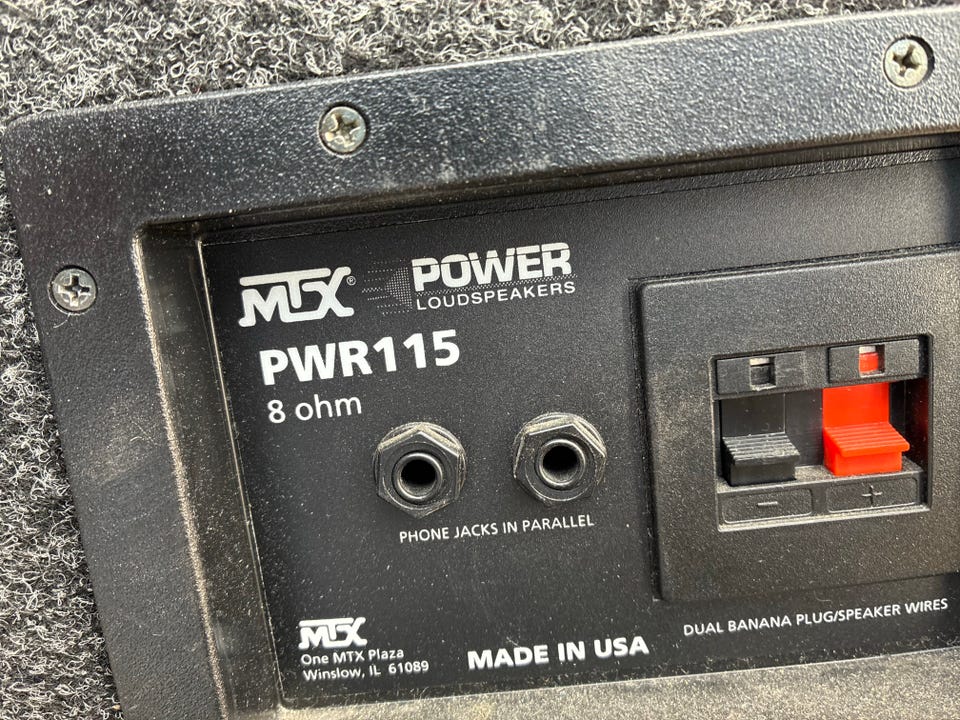 MTX®
POWER
LOUDSPEAKERS
PWR115
8 ohm
PHONE JACKS IN PARALLEL
− +
DUAL BANANA PLUG/SPEAKER WIRES
MTX
One MTX Plaza
Winslow, IL 61089
MADE IN USA